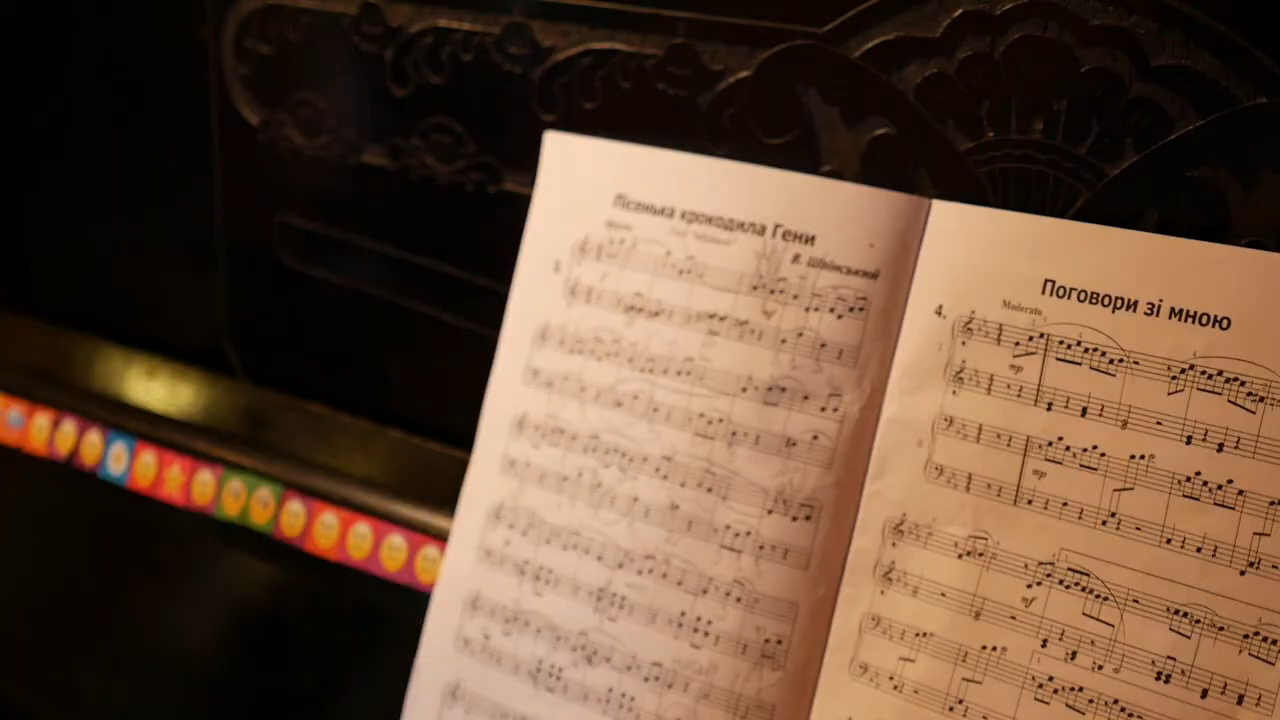 Пісенька крокодила Гени
В. Шаїнський
Поговори зі мною
4.
Moderato
mp
mp
mf